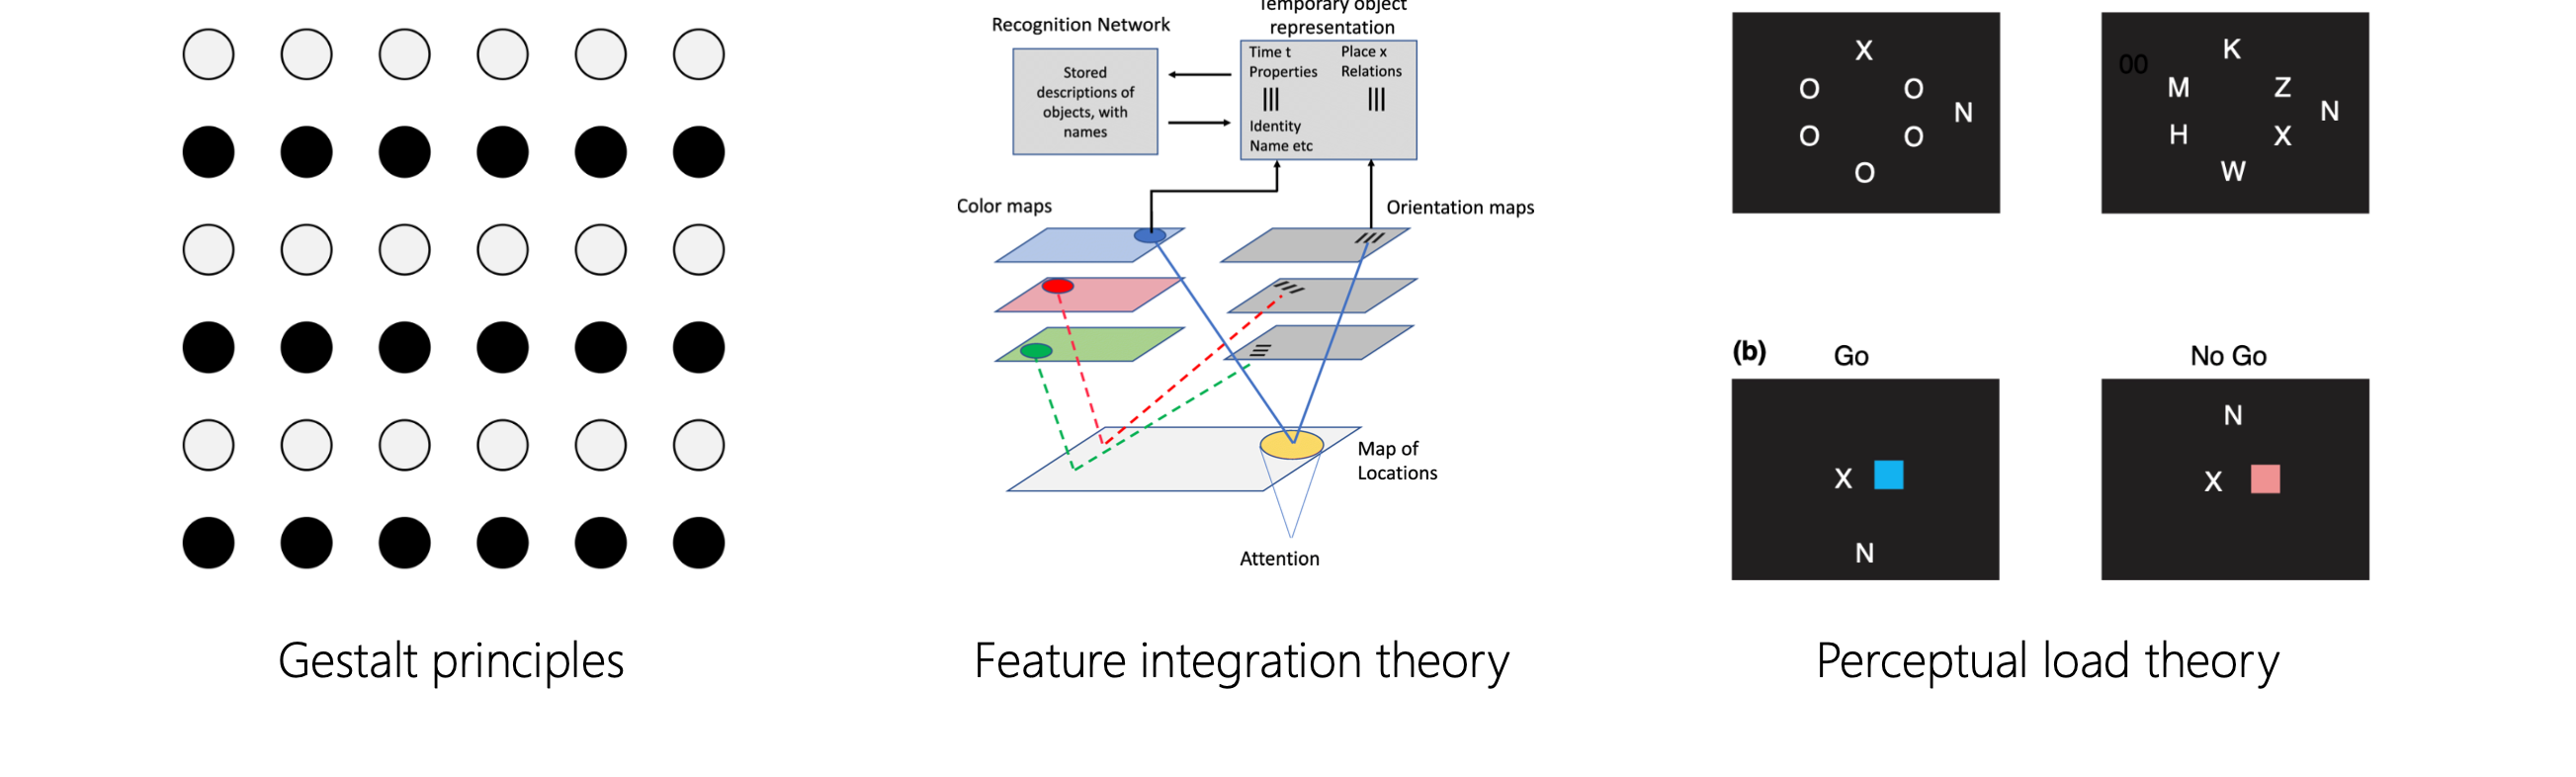 Recognition Network
Stored
descriptions of
objects, with
names
Temporary object
representation
Time t Place x
Properties Relations
Identity
Name etc
Color maps
Orientation maps
Map of
Locations
Attention
Feature integration theory
Gestalt principles
X
O O
N
O O
O
K
00
M Z
N
H X
W
(b) Go No Go
X
N
N
X
Perceptual load theory